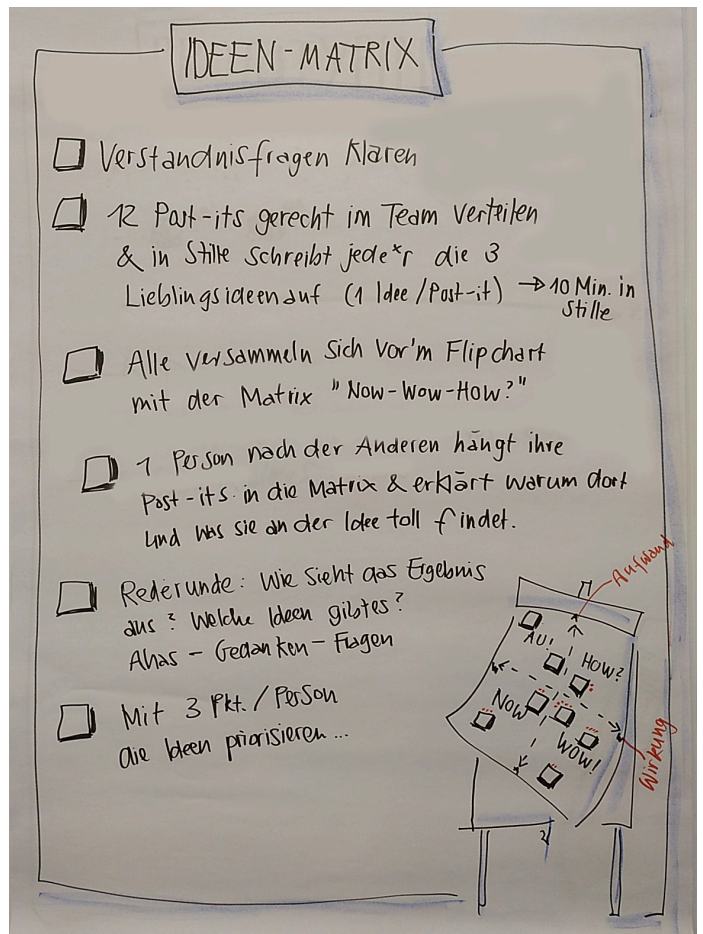 IDEEN-MATRIX
Verständnisfragen klären
12 Post-its gerecht im Team verteilen
& in Stille schreibt jede*r die 3
Lieblingsideen auf (1 Idee/Post-it) → 10 Min. in
Stille
Alle versammeln sich vor'm Flipchart
mit der Matrix "Now-Wow-How?"
1 Person nach der Anderen hängt ihre
Post-its in die Matrix & erklärt warum dort
und was sie an der Idee toll findet.
Rederunde: Wie sieht das Ergebnis
aus? Welche Ideen gibt es?
Ahas - Gedanken - Fragen
Mit 3 Pkt./Person
die Ideen priorisieren...
Aufwand
AU!
HOW?
NOW
WOW!
Wirkung